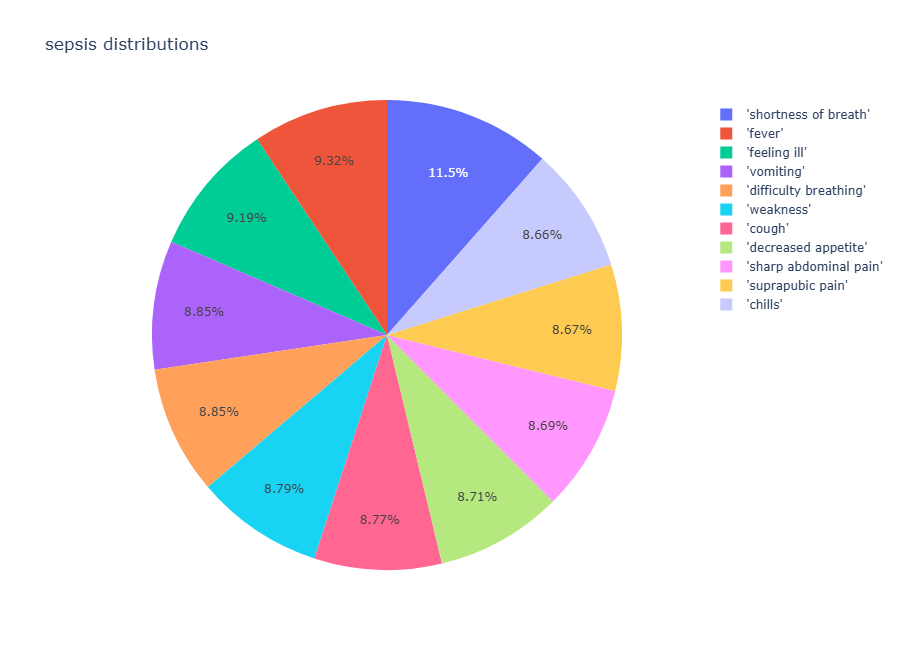 sepsis distributions
'shortness of breath'
'fever'
'feeling ill'
'vomiting'
'difficulty breathing'
'weakness'
'cough'
'decreased appetite'
'sharp abdominal pain'
'suprapubic pain'
'chills'
9.32%
11.5%
9.19%
8.66%
8.85%
8.67%
8.85%
8.69%
8.79%
8.71%
8.77%